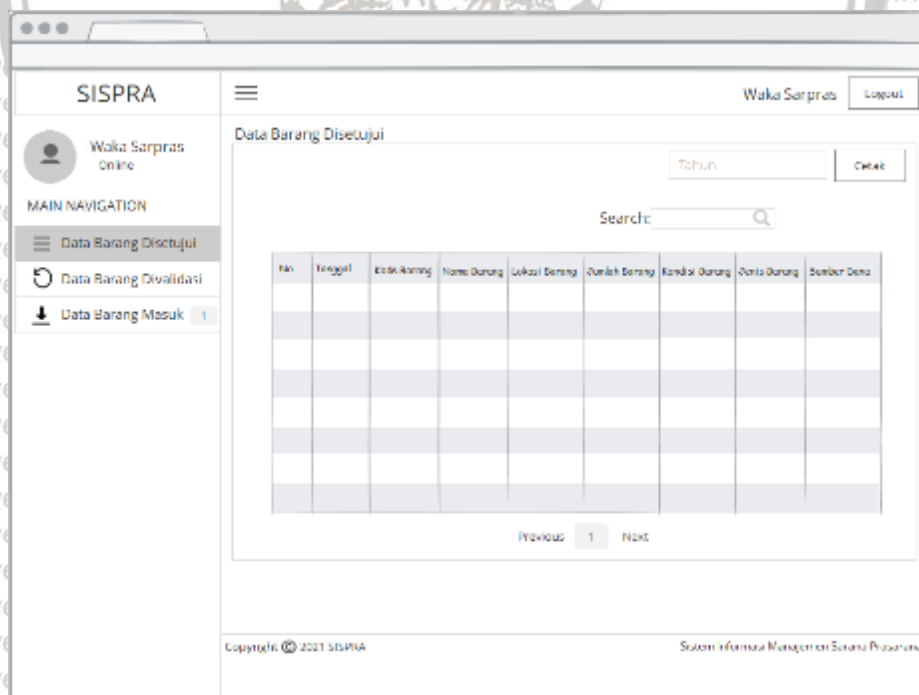 SISPRA
Waka Sarpras
Logout
Waka Sarpras
Online
MAIN NAVIGATION
Data Barang Disetujui
Data Barang Divalidasi
Data Barang Masuk 1
Data Barang Disetujui
Tahun
Cetak
Search:
No Tanggal Kode Barang Nama Barang Lokasi Barang Jumlah Barang Kondisi Barang Jenis Barang Sumber Dana
Previous 1 Next
Copyright © 2021 SISPRA
Sistem Informasi Manajemen Sarana Prasarana